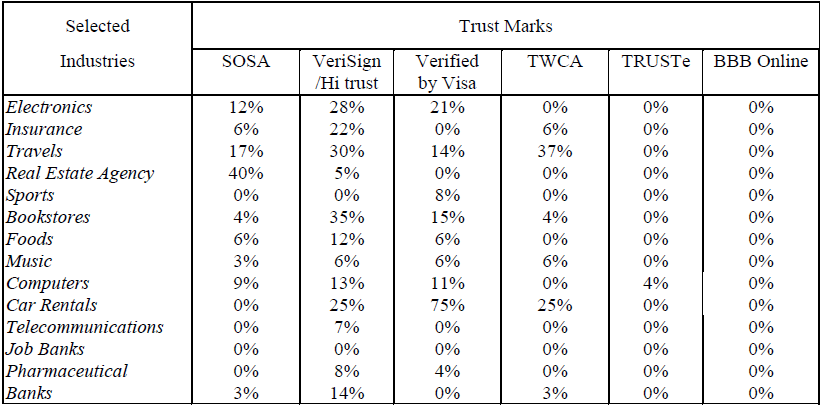 Selected Industries Trust Marks
SOSA VeriSign /Hi trust Verified by Visa TWCA TRUSTe BBB Online
Electronics 12% 28% 21% 0% 0% 0%
Insurance 6% 22% 0% 6% 0% 0%
Travels 17% 30% 14% 37% 0% 0%
Real Estate Agency 40% 5% 0% 0% 0% 0%
Sports 0% 0% 8% 0% 0% 0%
Bookstores 4% 35% 15% 4% 0% 0%
Foods 6% 12% 6% 0% 0% 0%
Music 3% 6% 6% 6% 0% 0%
Computers 9% 13% 11% 0% 4% 0%
Car Rentals 0% 25% 75% 25% 0% 0%
Telecommunications 0% 7% 0% 0% 0% 0%
Job Banks 0% 0% 0% 0% 0% 0%
Pharmaceutical 0% 8% 4% 0% 0% 0%
Banks 3% 14% 0% 3% 0% 0%